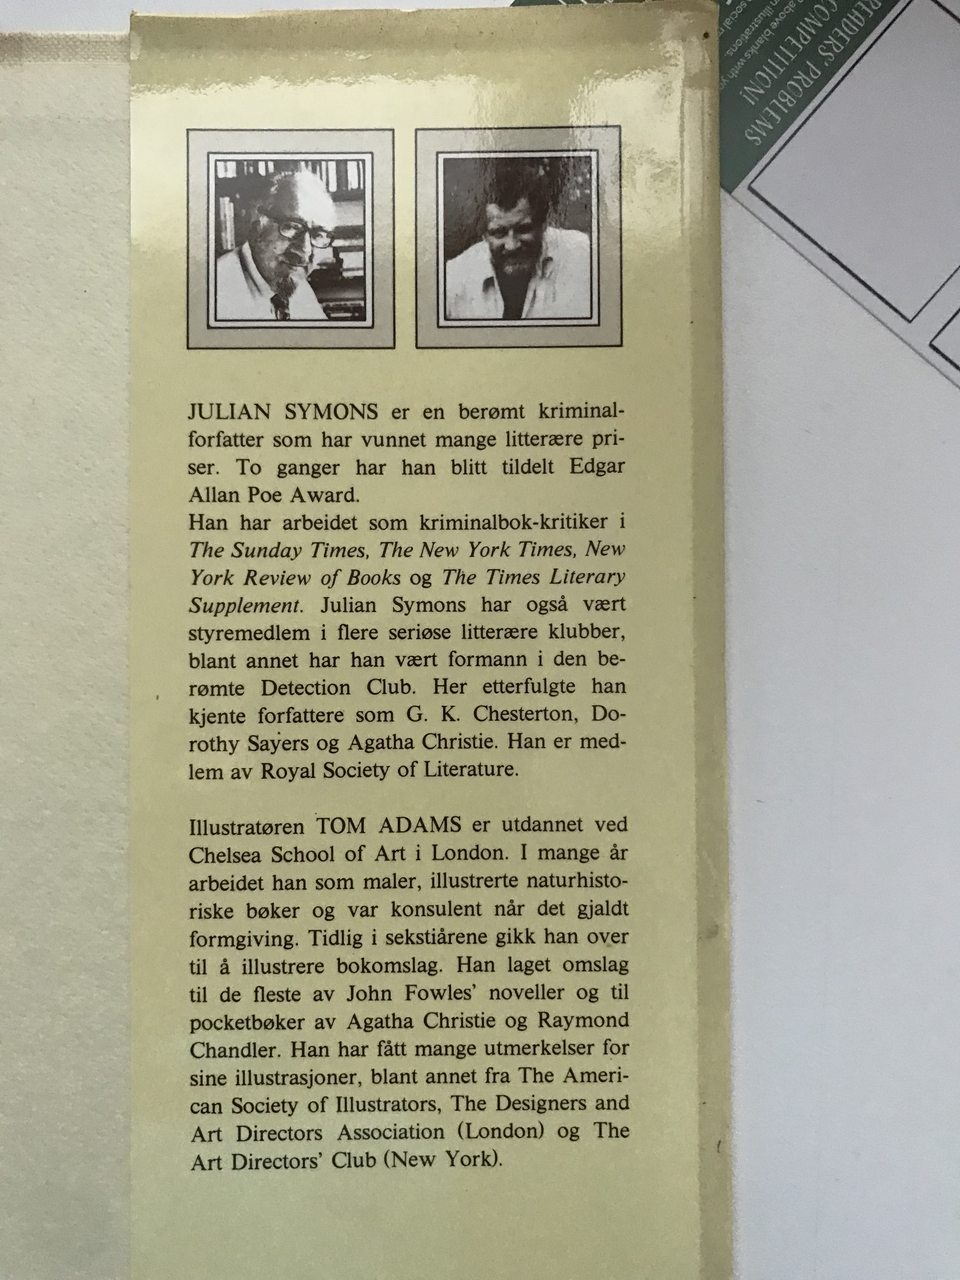 READERS' PROBLEMS
COMPETITION!
JULIAN SYMONS er en berømt kriminal-
forfatter som har vunnet mange litterære pri-
ser. To ganger har han blitt tildelt Edgar
Allan Poe Award.
Han har arbeidet som kriminalbok-kritiker i
The Sunday Times, The New York Times, New
York Review of Books og The Times Literary
Supplement. Julian Symons har også vært
styremedlem i flere seriøse litterære klubber,
blant annet har han vært formann i den be-
rømte Detection Club. Her etterfulgte han
kjente forfattere som G. K. Chesterton, Do-
rothy Sayers og Agatha Christie. Han er med-
lem av Royal Society of Literature.
Illustratøren TOM ADAMS er utdannet ved
Chelsea School of Art i London. I mange år
arbeidet han som maler, illustrerte naturhisto-
riske bøker og var konsulent når det gjaldt
formgiving. Tidlig i sekstiårene gikk han over
til å illustrere bokomslag. Han laget omslag
til de fleste av John Fowles' noveller og til
pocketbøker av Agatha Christie og Raymond
Chandler. Han har fått mange utmerkelser for
sine illustrasjoner, blant annet fra The Ameri-
can Society of Illustrators, The Designers and
Art Directors Association (London) og The
Art Directors' Club (New York).